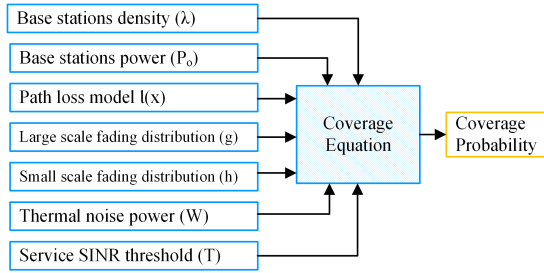 Base stations density (λ)
Base stations power (Po)
Path loss model l(x)
Large scale fading distribution (g)
Small scale fading distribution (h)
Thermal noise power (W)
Service SINR threshold (T)
Coverage
Equation
Coverage
Probability